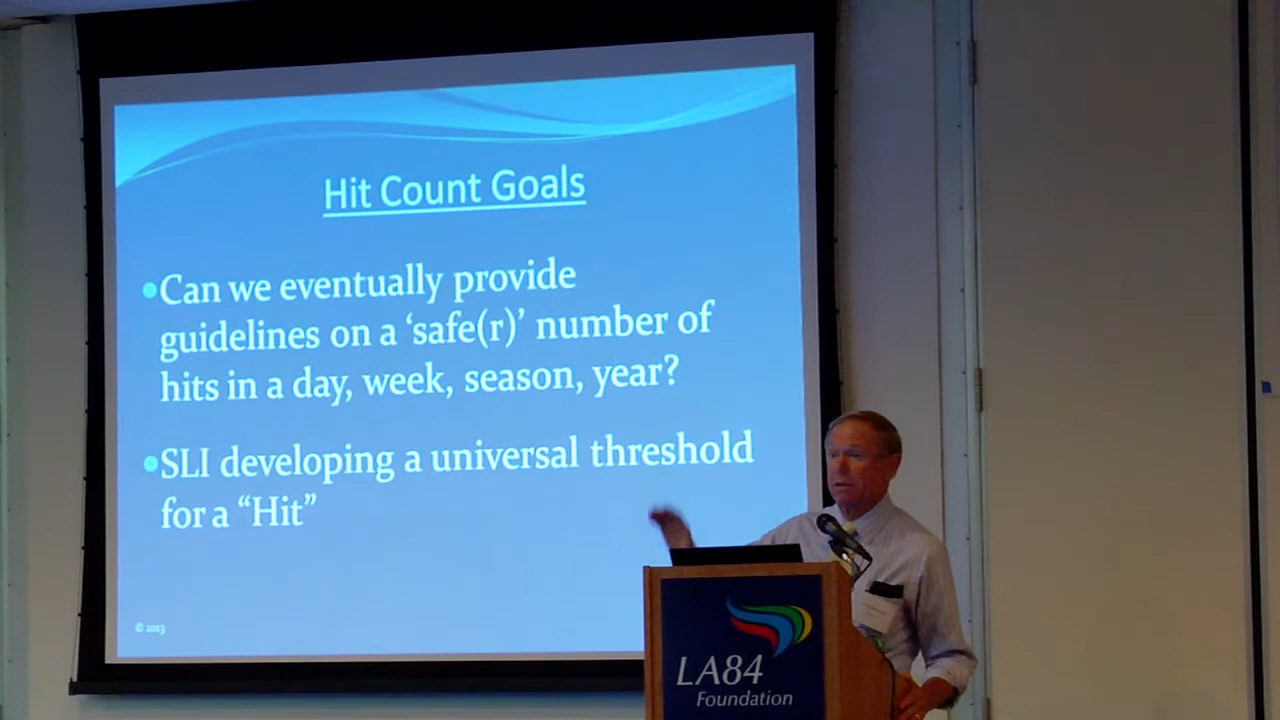 Hit Count Goals
•Can we eventually provide
guidelines on a ‘safe(r)’ number of
hits in a day, week, season, year?
•SLI developing a universal threshold
for a “Hit”
© 2013
LA84
Foundation